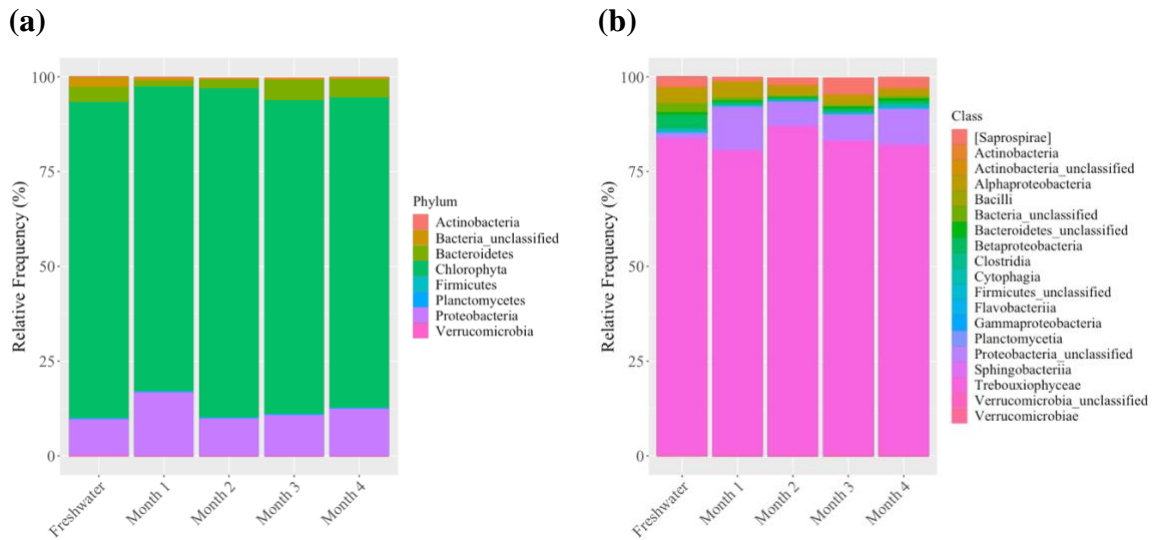 (a)
100
75
50
25
0
Relative Frequency (%)
Freshwater
Month 1
Month 2
Month 3
Month 4
Phylum
Actinobacteria
Bacteria_unclassified
Bacteroidetes
Chlorophyta
Firmicutes
Planctomycetes
Proteobacteria
Verrucomicrobia
(b)
100
75
50
25
0
Relative Frequency (%)
Freshwater
Month 1
Month 2
Month 3
Month 4
Class
[Saprospirae]
Actinobacteria
Actinobacteria_unclassified
Alphaproteobacteria
Bacilli
Bacteria_unclassified
Bacteroidetes_unclassified
Betaproteobacteria
Clostridia
Cytophagia
Firmicutes_unclassified
Flavobacteriia
Gammaproteobacteria
Planctomycetia
Proteobacteria_unclassified
Sphingobacteriia
Trebouxiophyceae
Verrucomicrobia_unclassified
Verrucomicrobiae